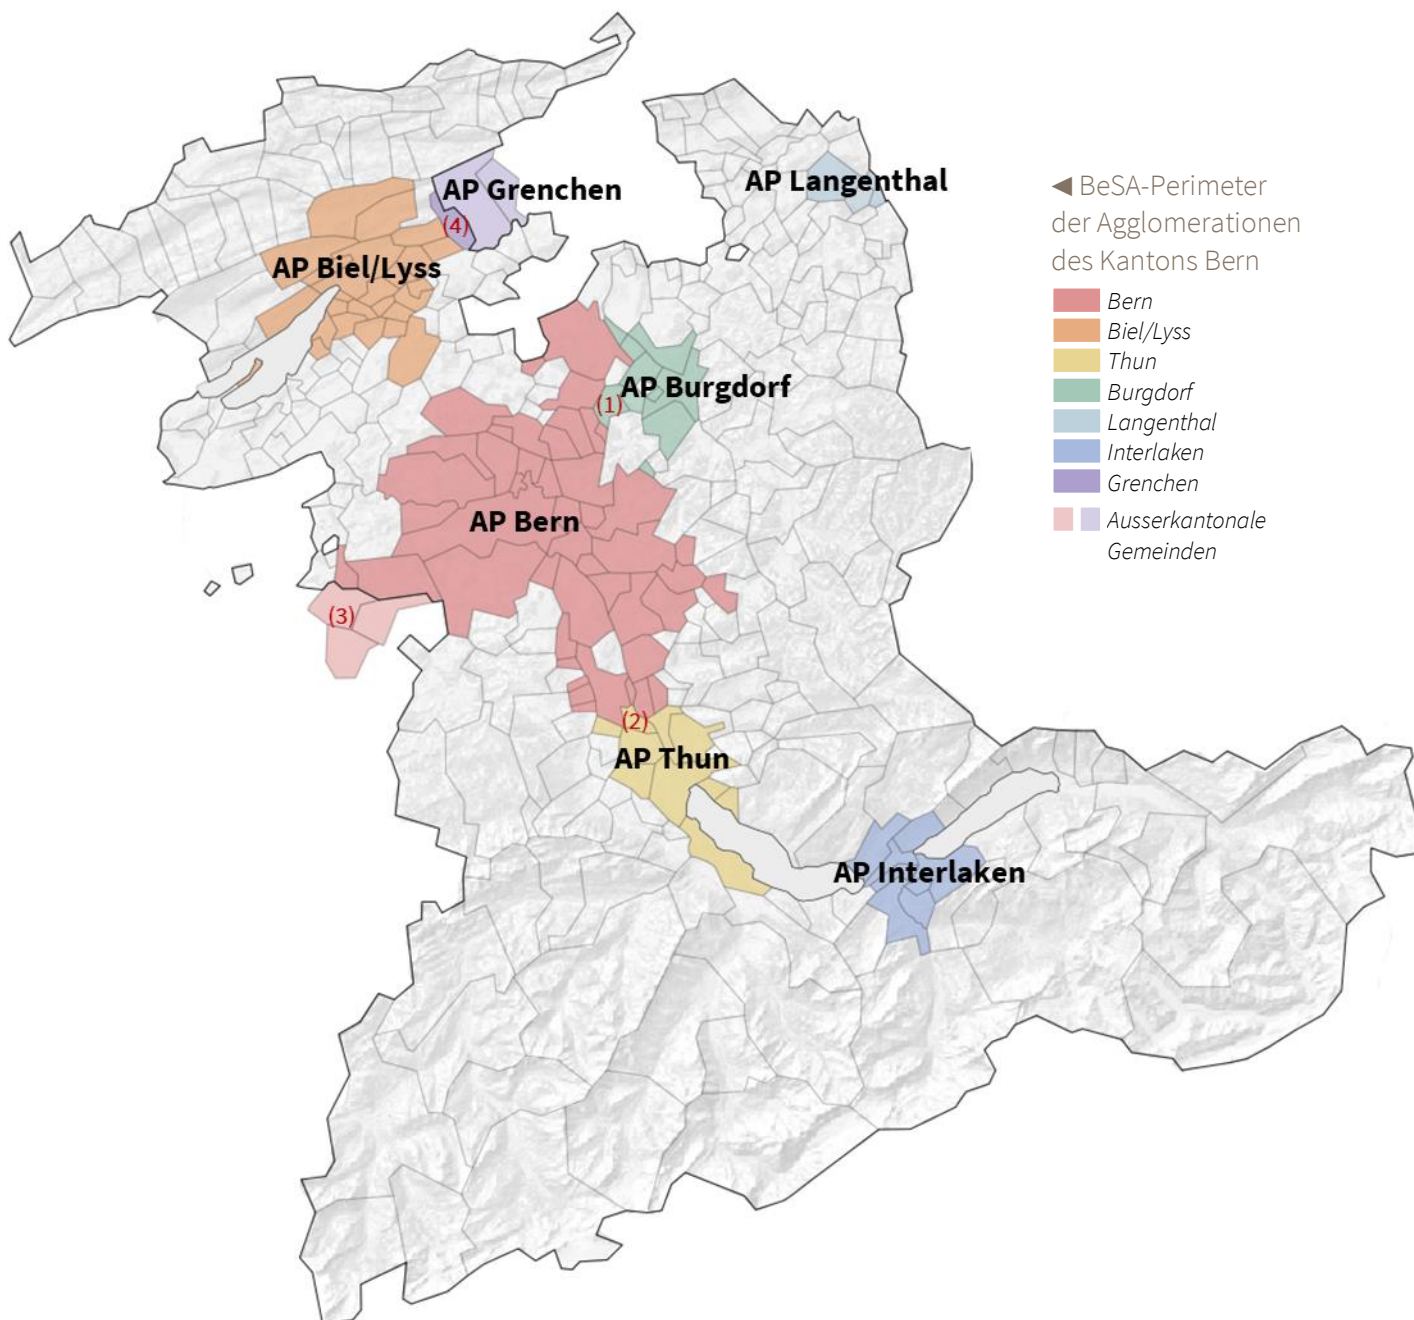 AP Grenchen
(4)
AP Langenthal
AP Biel/Lyss
AP Burgdorf
(1)
AP Bern
(3)
(2)
AP Thun
AP Interlaken
◀ BeSA-Perimeter
der Agglomerationen
des Kantons Bern
Bern
Biel/Lyss
Thun
Burgdorf
Langenthal
Interlaken
Grenchen
Ausserkantonale
Gemeinden